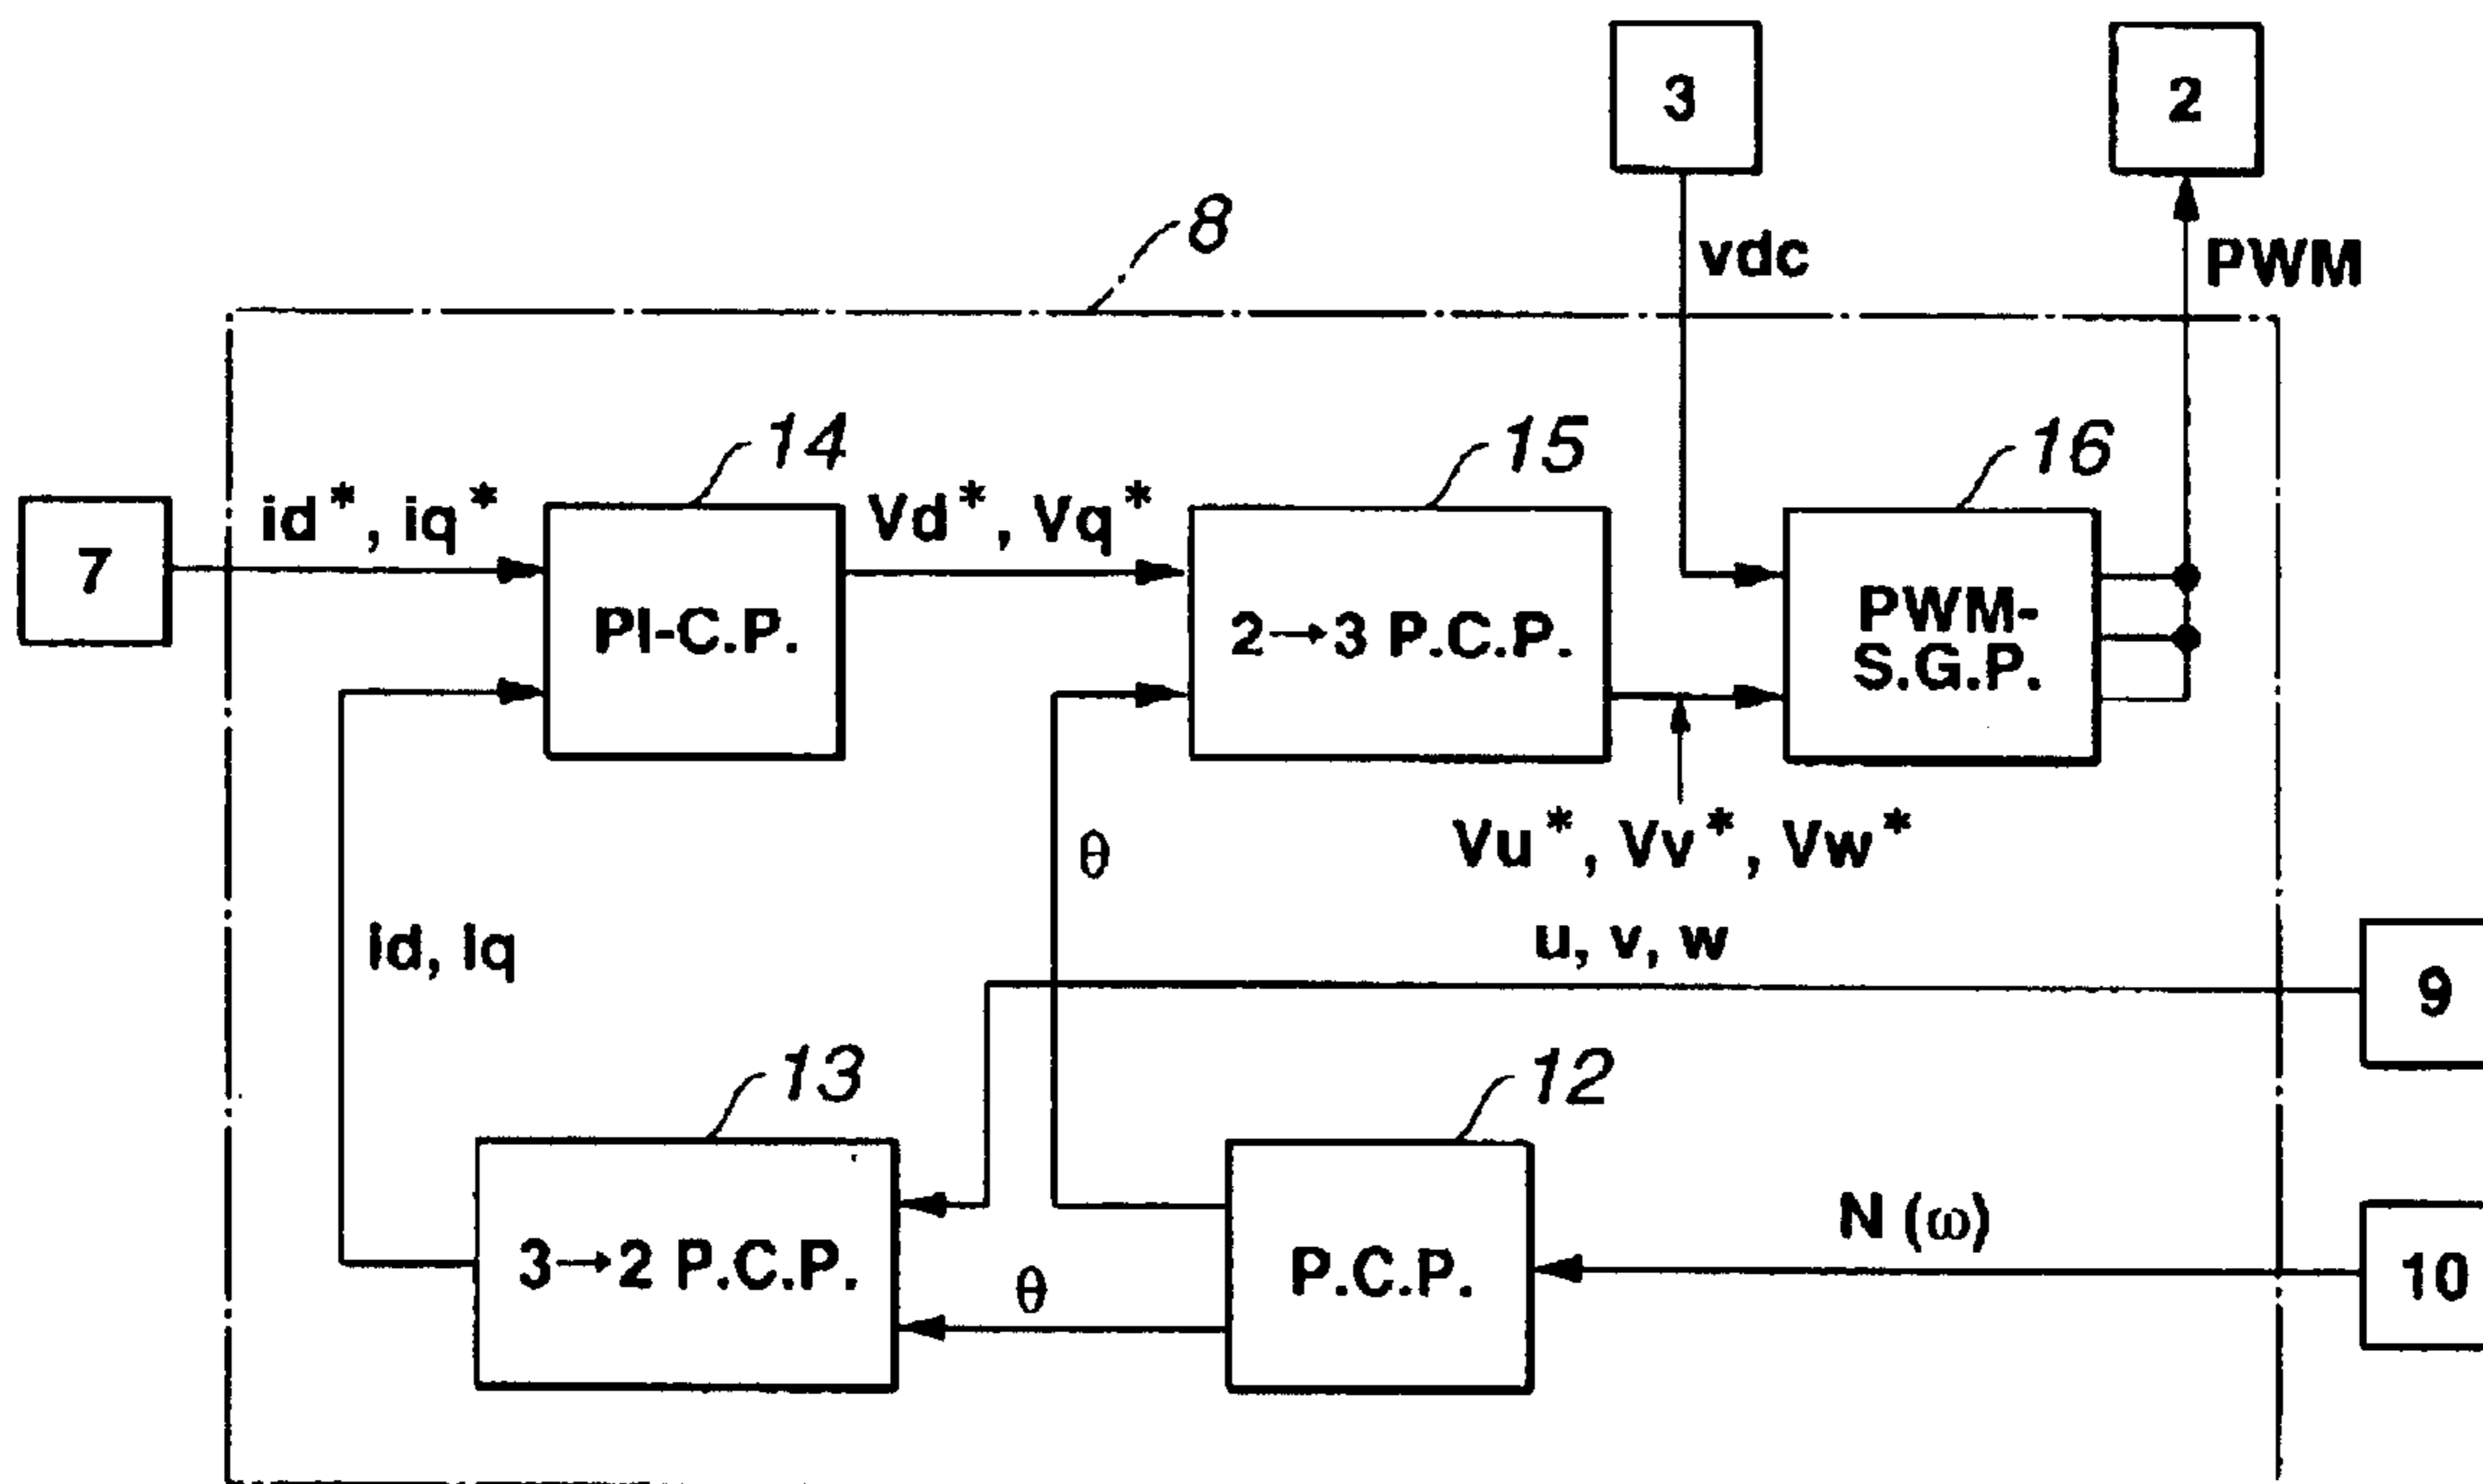 3
2
8
vdc
PWM
14
15
16
7
id*, iq*
Vd*, Vq*
PI-C.P.
2→3 P.C.P.
PWM-
S.G.P.
θ
Vu*, Vv*, Vw*
id, iq
u, v, w
9
13
12
N (ω)
3→2 P.C.P.
θ
P.C.P.
10